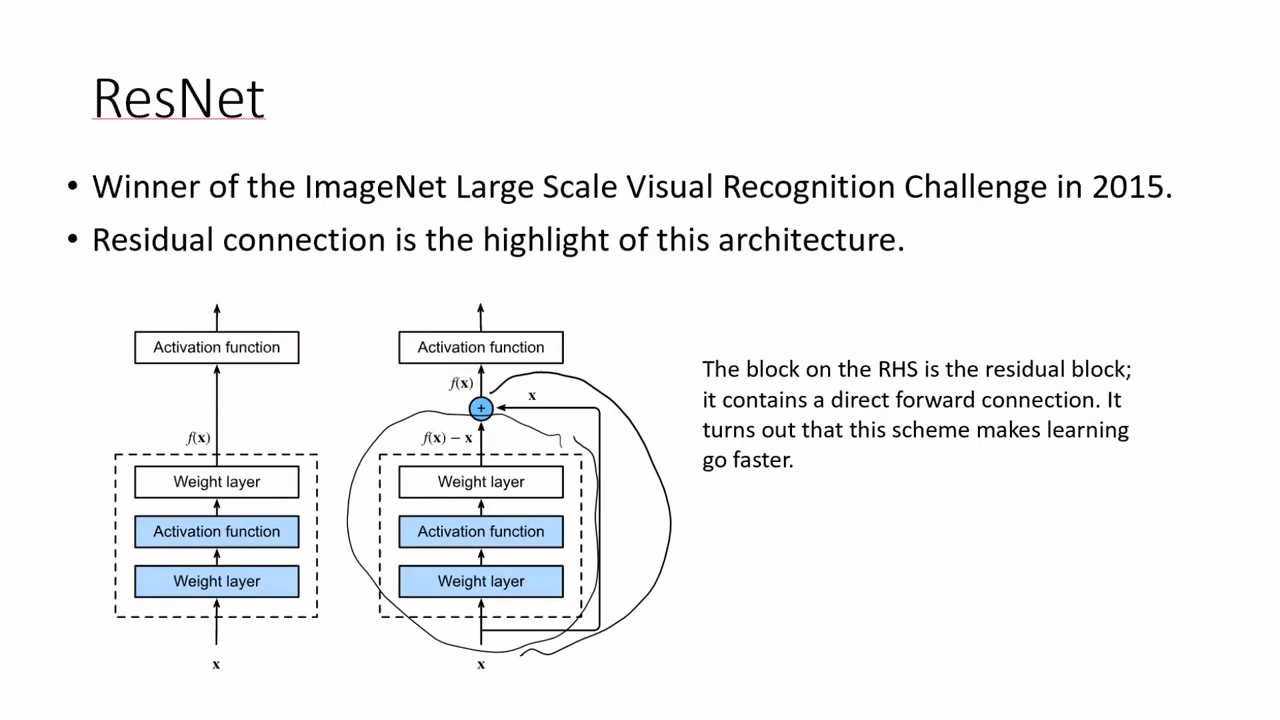 ResNet
• Winner of the ImageNet Large Scale Visual Recognition Challenge in 2015.
• Residual connection is the highlight of this architecture.
Activation function
f(x)
Weight layer
Activation function
Weight layer
x
Activation function
f(x)
x
+
f(x) − x
Weight layer
Activation function
Weight layer
x
The block on the RHS is the residual block;
it contains a direct forward connection. It
turns out that this scheme makes learning
go faster.